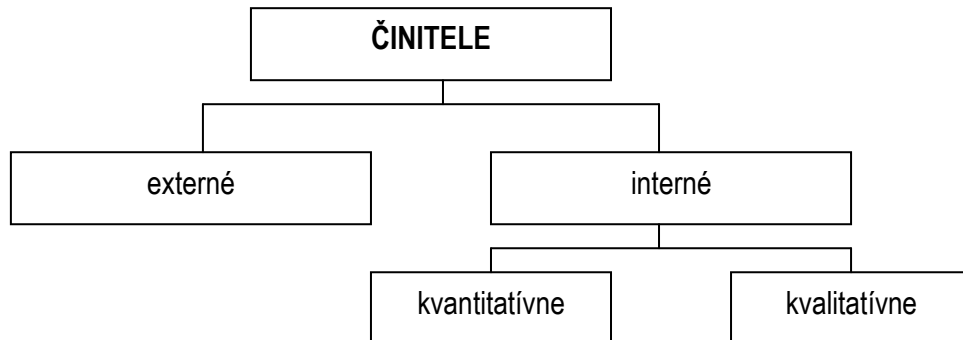 ČINITELE
externé
interné
kvantitatívne
kvalitatívne